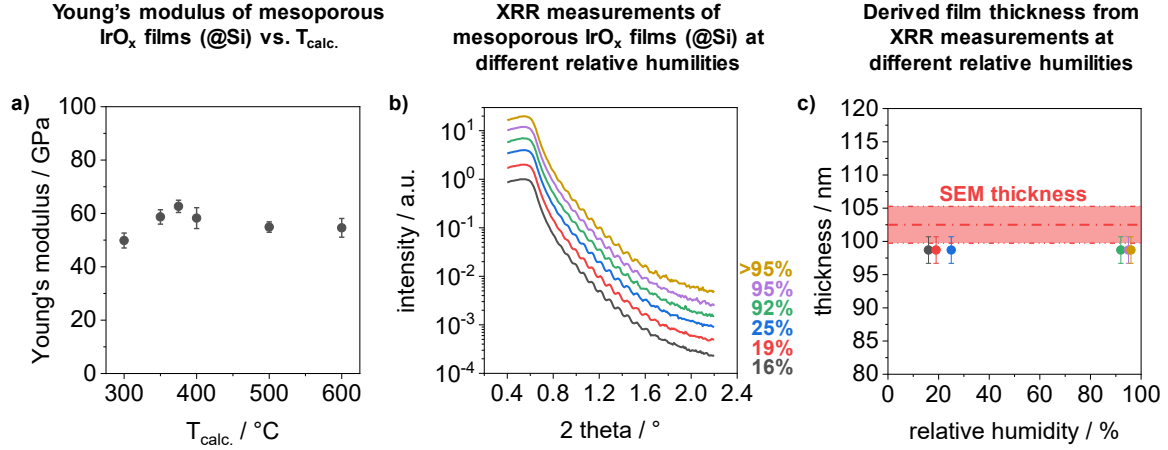 Young's modulus of mesoporous
IrOx films (@Si) vs. Tcalc.
XRR measurements of
mesoporous IrOx films (@Si) at
different relative humilities
Derived film thickness from
XRR measurements at
different relative humilities
a)
100
80
60
40
20
0
300
400
500
600
Young's modulus / GPa
Tcalc. / °C
b)
10^1
10^0
10^-1
10^-2
10^-3
10^-4
0.4
0.8
1.2
1.6
2.0
2.4
intensity / a.u.
2 theta / °
>95%
95%
92%
25%
19%
16%
c)
120
115
110
105
100
95
90
85
80
0
20
40
60
80
100
thickness / nm
relative humidity / %
SEM thickness